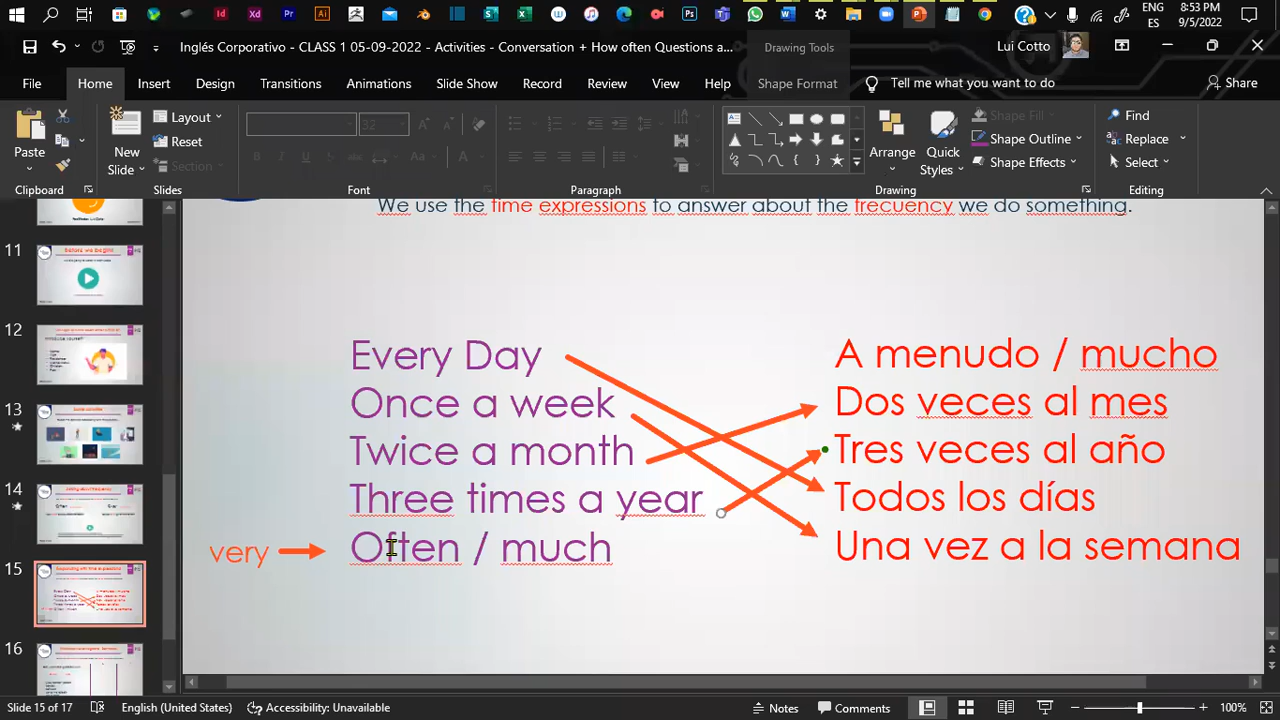 ENG
ES
8:53 PM
9/5/2022
Inglés Corporativo - CLASS 1 05-09-2022 - Activities - Conversation + How often Questions a...
Drawing Tools
Lui Cotto
File
Home
Insert
Design
Transitions
Animations
Slide Show
Record
Review
View
Help
Shape Format
Tell me what you want to do
Share
Paste
New
Slide
Layout
Reset
Section
32
Arrange
Quick
Styles
Shape Fill
Shape Outline
Shape Effects
Find
Replace
Select
Clipboard
Slides
Font
Paragraph
Drawing
Editing
We use the time expressions to answer about the frecuency we do something.
11
12
13
14
15
16
Every Day
Once a week
Twice a month
Three times a year
very
Often / much
A menudo / mucho
Dos veces al mes
Tres veces al año
Todos los días
Una vez a la semana
Slide 15 of 17
English (United States)
Accessibility: Unavailable
Notes
Comments
100%